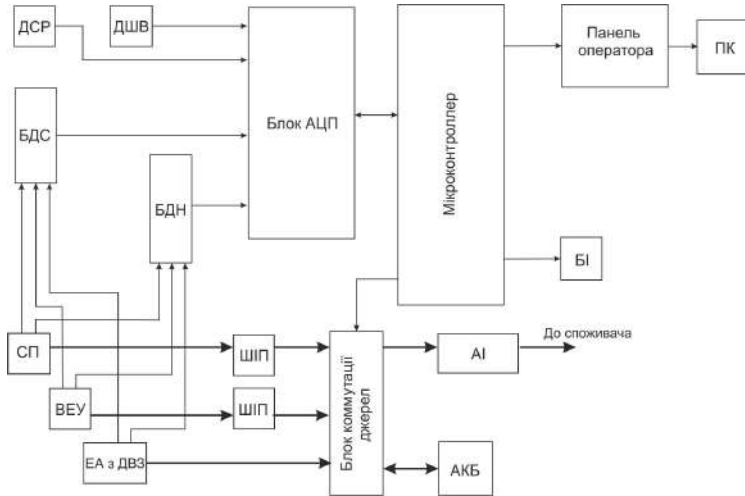 ДСР
ДШВ
Панель
оператора
ПК
БДС
Блок АЦП
Мікроконтроллер
БДН
БІ
СП
ШІП
Блок коммутації
джерел
АІ
До споживача
ВЕУ
ШІП
ЕА з ДВЗ
АКБ